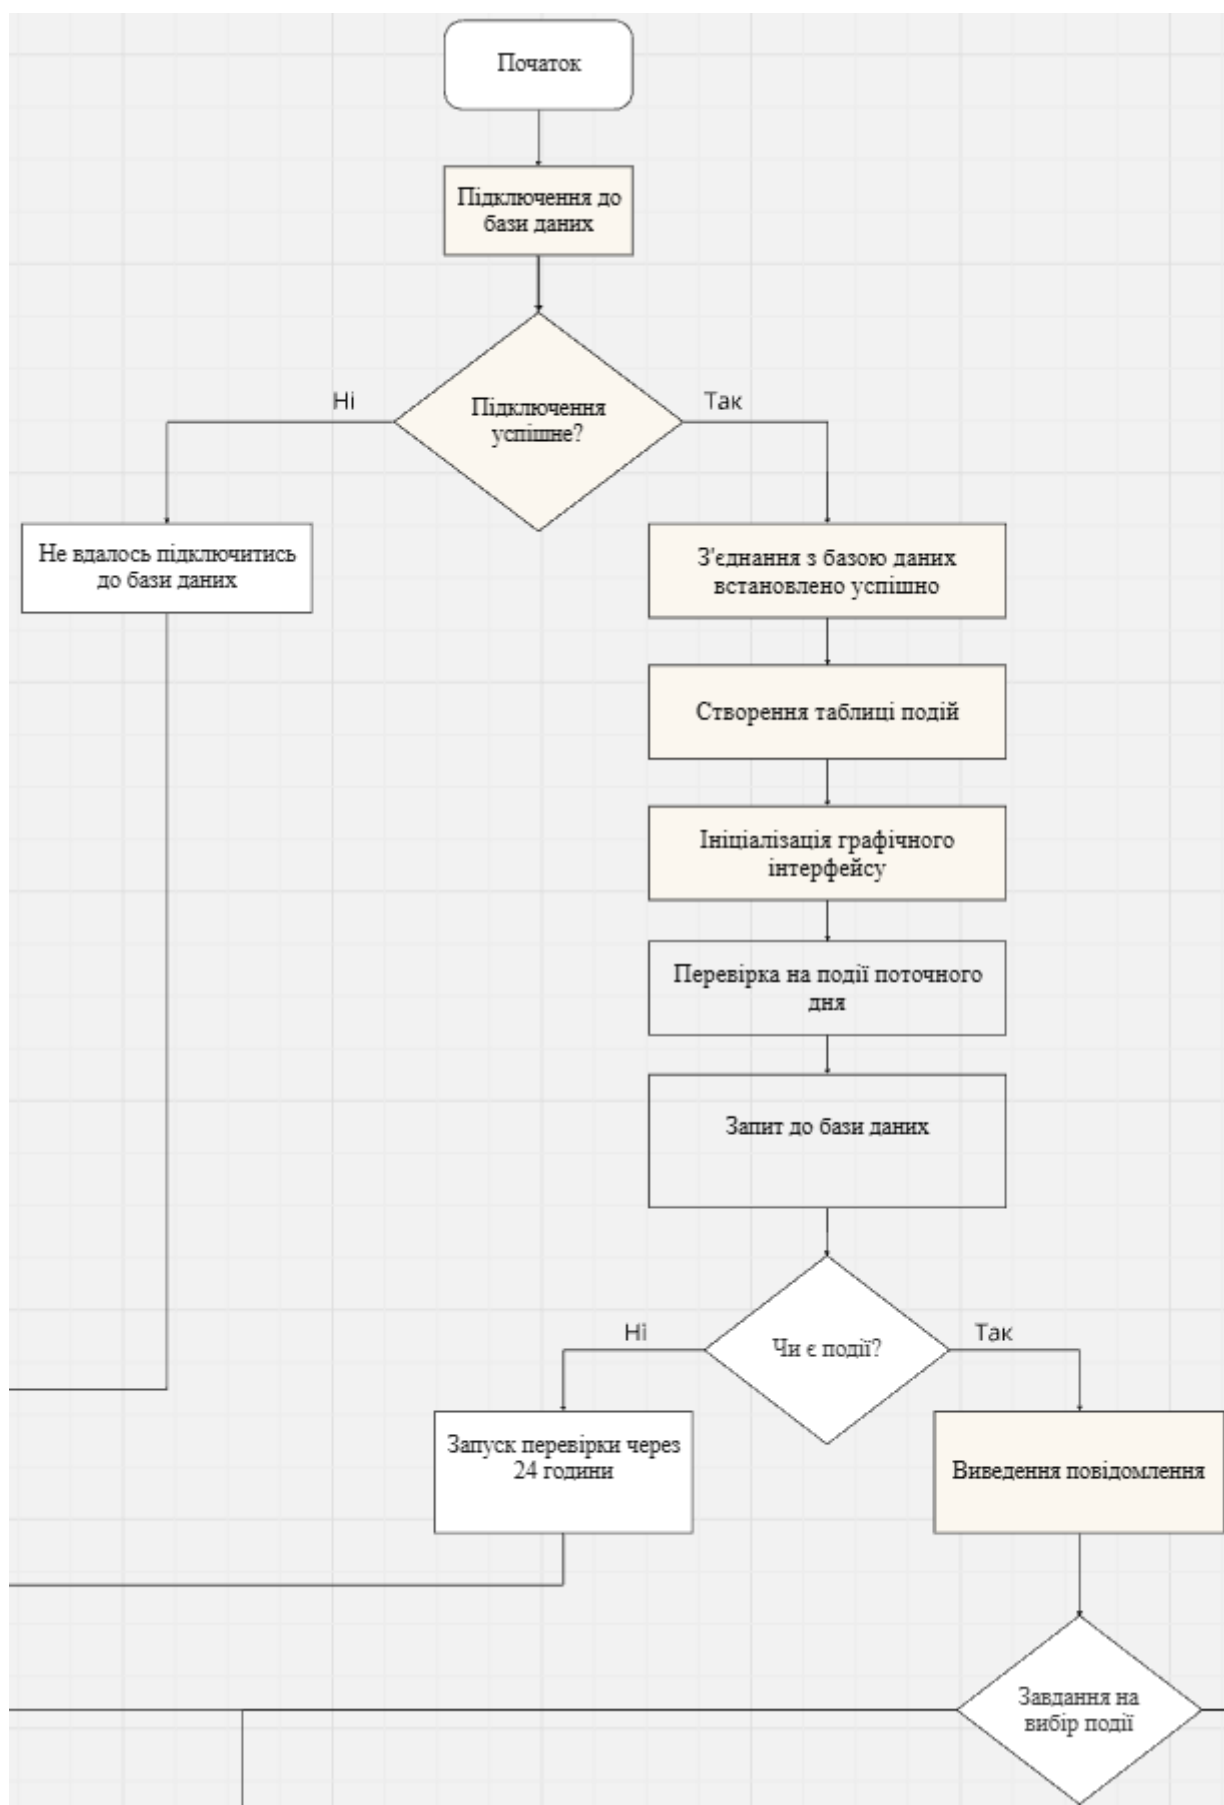 Початок
Підключення до
бази даних
Ні
Так
Підключення
успішне?
Не вдалось підключитись
до бази даних
З'єднання з базою даних
встановлено успішно
Створення таблиці подій
Ініціалізація графічного
інтерфейсу
Перевірка на події поточного
дня
Запит до бази даних
Ні
Так
Чи є події?
Запуск перевірки через
24 години
Виведення повідомлення
Завдання на
вибір події